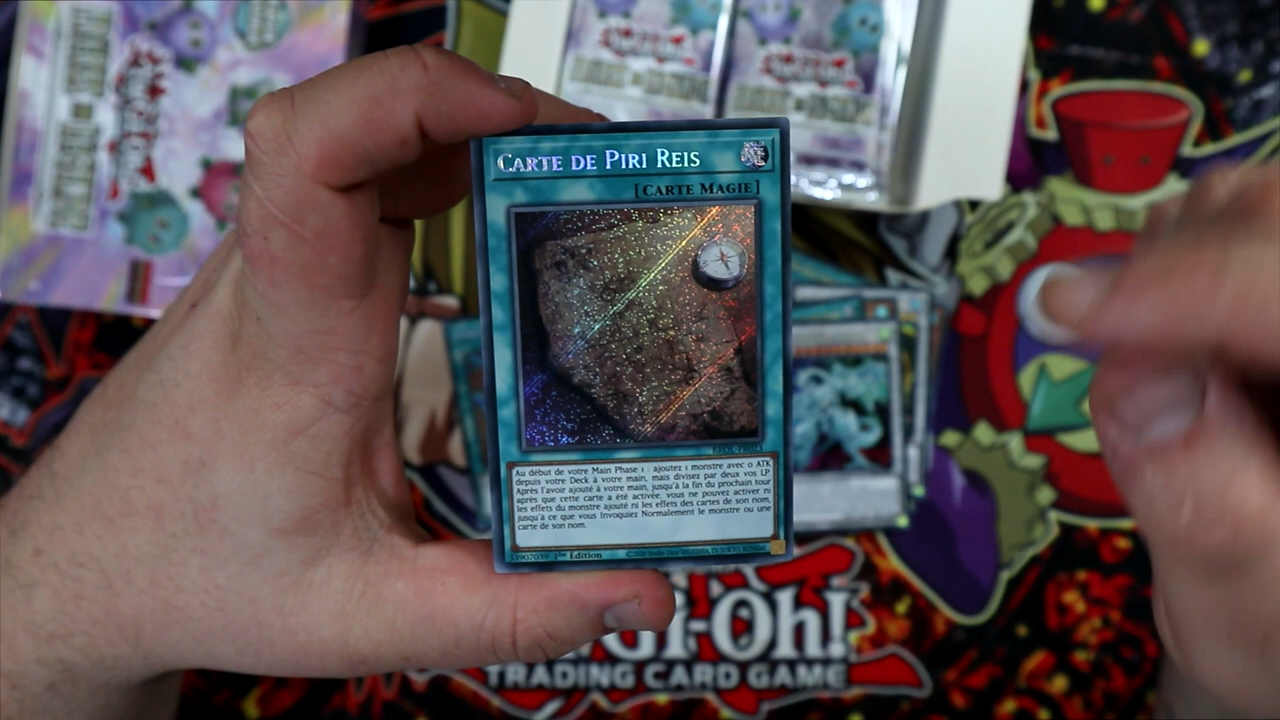 CARTE DE PIRI REIS
[CARTE MAGIE]
BROL-FR023
Au début de votre Main Phase 1 : ajoutez 1 monstre avec 0 ATK
depuis votre Deck à votre main, mais divisez par deux vos LP.
Après l'avoir ajouté à votre main, jusqu'à la fin du prochain tour
après que cette carte a été activée, vous ne pouvez activer ni
les effets du monstre ajouté ni les effets des cartes de son nom,
jusqu'à ce que vous Invoquiez Normalement le monstre ou une
carte de son nom.
53907039 1ère Édition
Gi-Oh!
TRADING CARD GAME